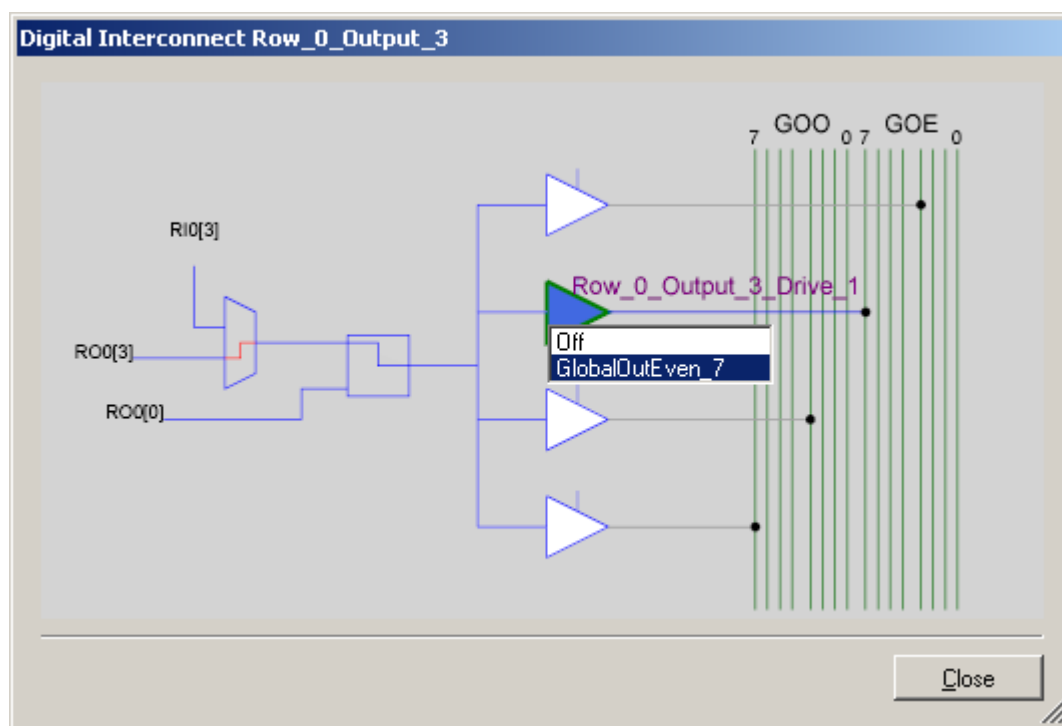 Digital Interconnect Row_0_Output_3
7 GOO 0 7 GOE 0
RI0[3]
Row_0_Output_3_Drive_1
Off
RO0[3]
GlobalOutEven_7
RO0[0]
Close